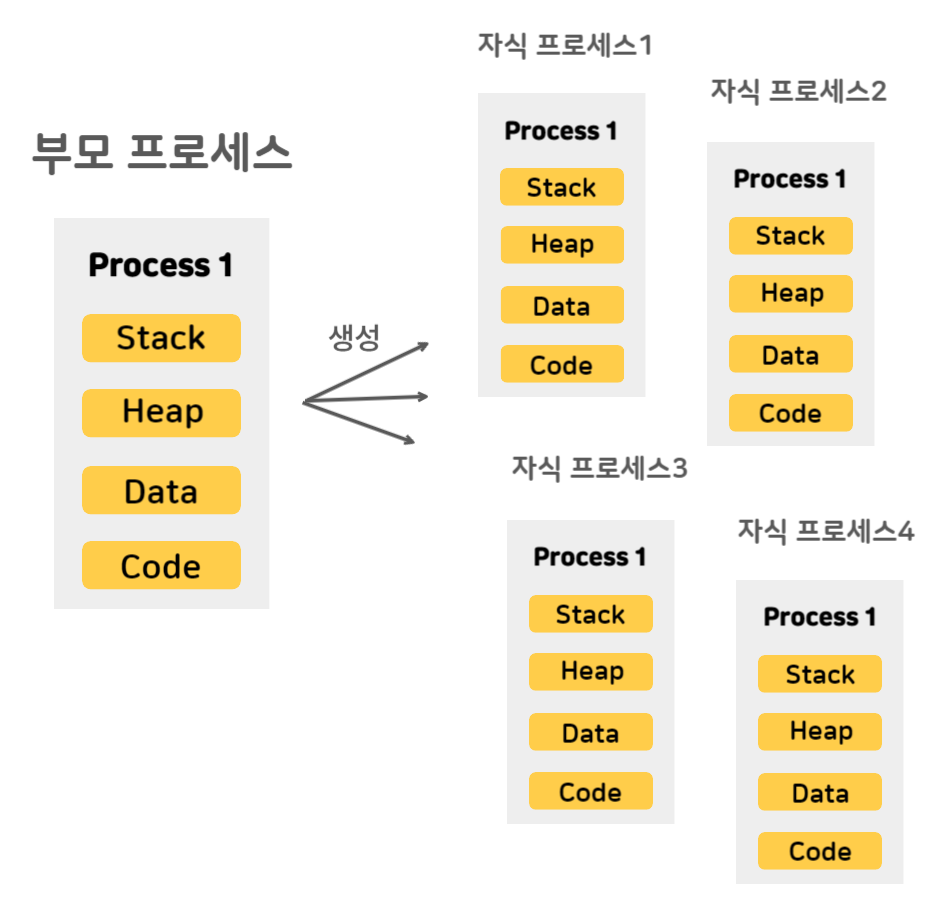 부모 프로세스
Process 1
Stack
Heap
Data
Code
생성
자식 프로세스1
Process 1
Stack
Heap
Data
Code
자식 프로세스2
Process 1
Stack
Heap
Data
Code
자식 프로세스3
Process 1
Stack
Heap
Data
Code
자식 프로세스4
Process 1
Stack
Heap
Data
Code